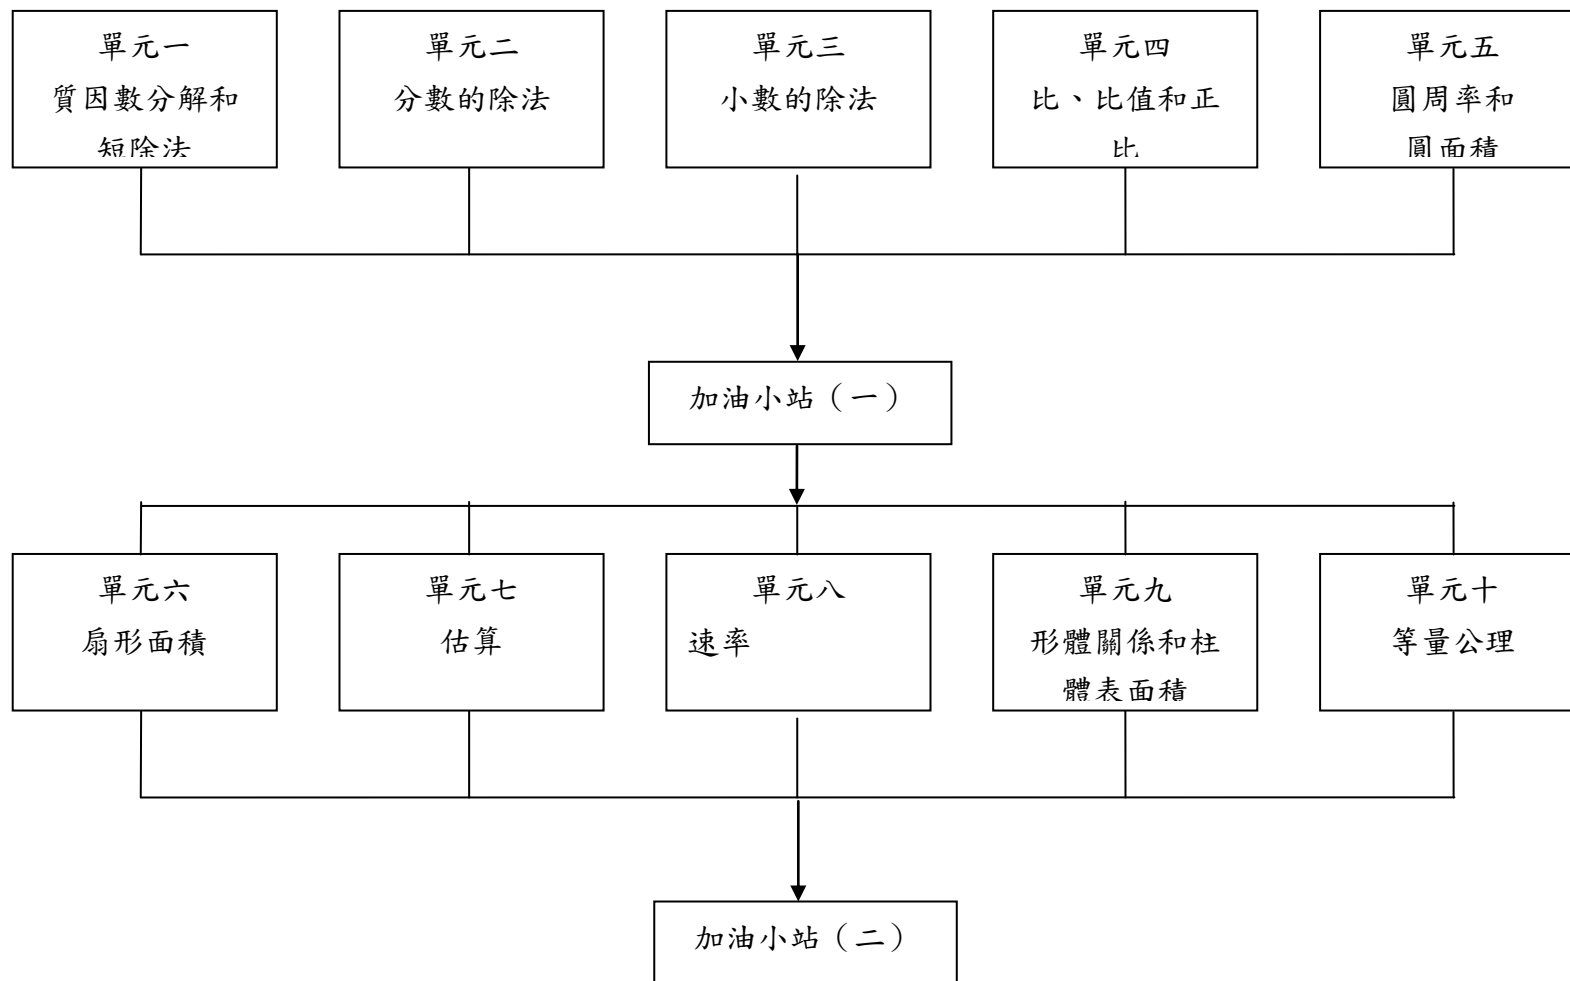 單元一
質因數分解和
短除法
單元二
分數的除法
單元三
小數的除法
單元四
比、比值和正
比
單元五
圓周率和
圓面積
加油小站（一）
單元六
扇形面積
單元七
估算
單元八
速率
單元九
形體關係和柱
體表面積
單元十
等量公理
加油小站（二）